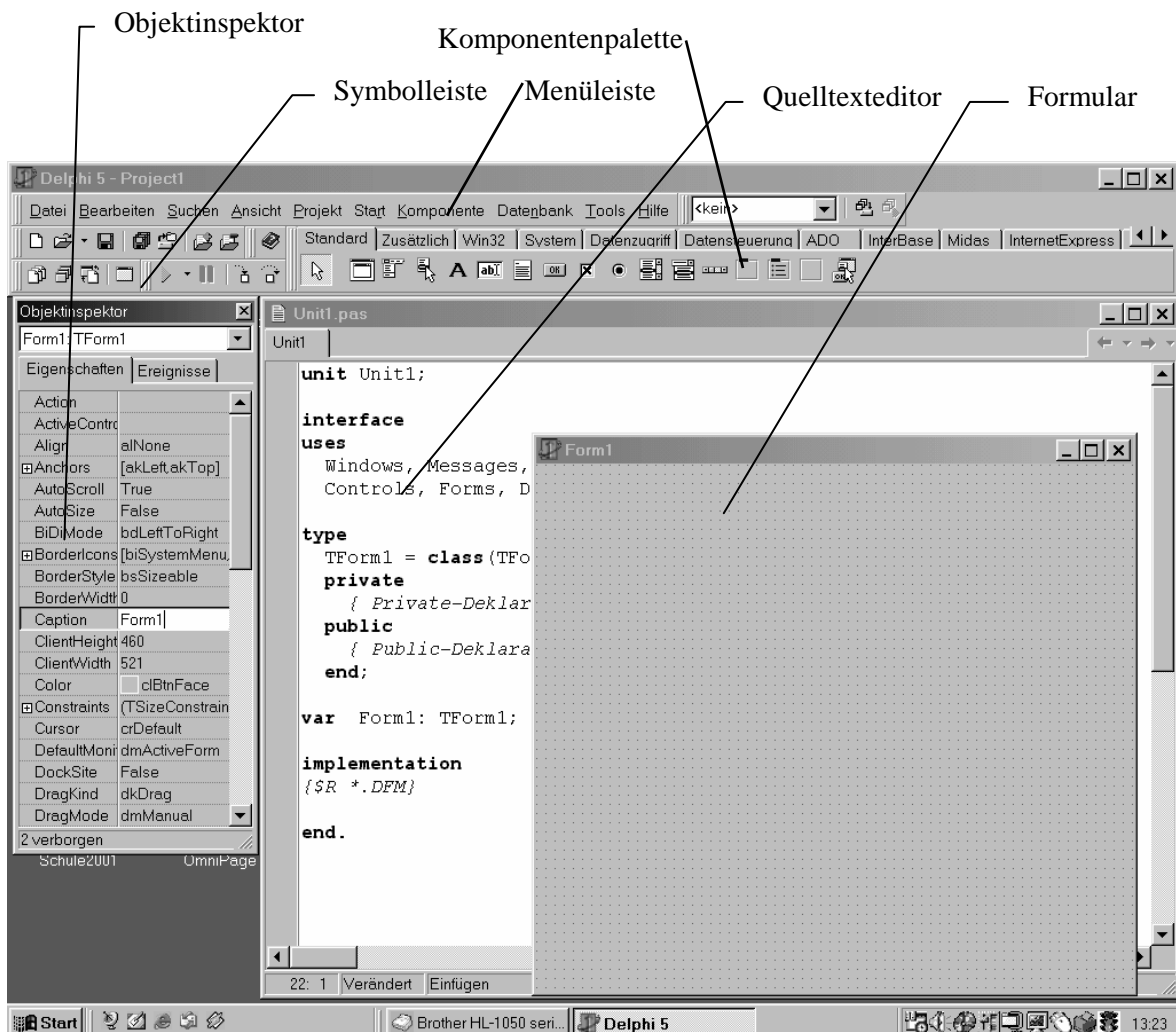 Objektinspektor
Komponentenpalette
Symbolleiste
Menüleiste
Quelltexteditor
Formular
Delphi 5 - Project1
Datei Bearbeiten Suchen Ansicht Projekt Start Komponente Datenbank Tools Hilfe <kein>
Standard Zusätzlich Win32 System Datenzugriff Datensteuerung ADO InterBase Midas InternetExpress
Objektinspektor
Form1: TForm1
Eigenschaften Ereignisse
Action
ActiveContro
Align alNone
Anchors [akLeft,akTop]
AutoScroll True
AutoSize False
BiDiMode bdLeftToRight
BorderIcons [biSystemMenu,
BorderStyle bsSizeable
BorderWidth 0
Caption Form1
ClientHeight 460
ClientWidth 521
Color clBtnFace
Constraints (TSizeConstrain
Cursor crDefault
DefaultMoni dmActiveForm
DockSite False
DragKind dkDrag
DragMode dmManual
2 verborgen
Schule2001 OmniPage
Unit1.pas
Unit1
unit Unit1;
interface
uses
Windows, Messages,
Controls, Forms, D
type
TForm1 = class(TFo
private
{ Private-Deklar
public
{ Public-Deklara
end;
var Form1: TForm1;
implementation
{$R *.DFM}
end.
22: 1 Verändert Einfügen
Form1
Start
Brother HL-1050 seri...
Delphi 5
13:23